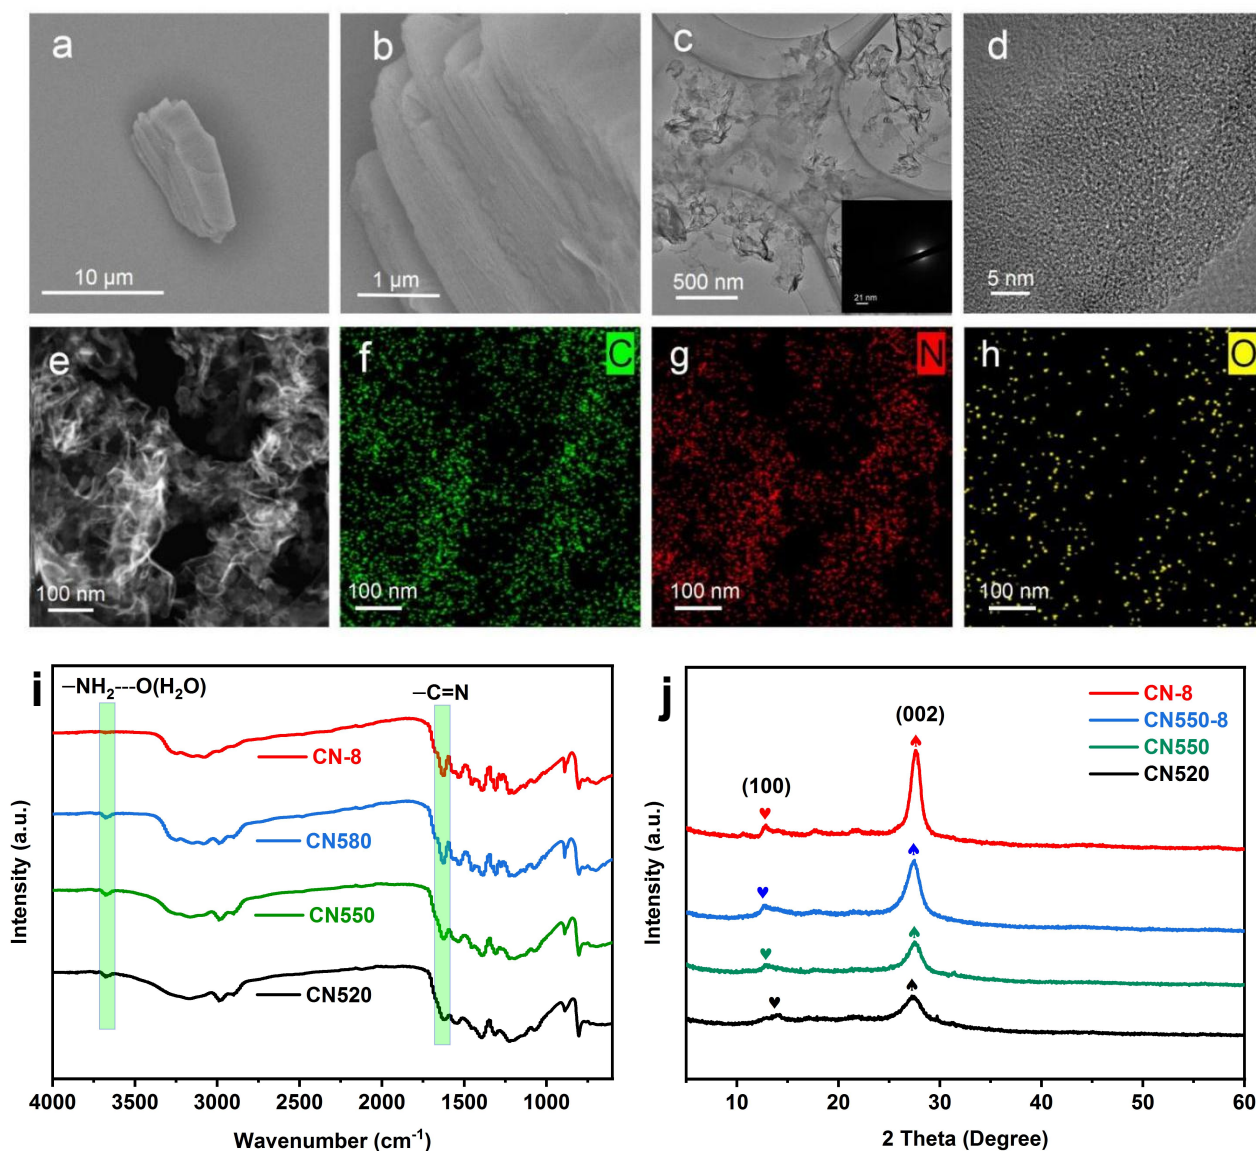 a
10 μm
b
1 μm
c
500 nm
21 nm
d
5 nm
e
100 nm
f
C
100 nm
g
N
100 nm
h
O
100 nm
i
−NH₂---O(H₂O)
−C=N
CN-8
CN580
CN550
CN520
Intensity (a.u.)
4000 3500 3000 2500 2000 1500 1000
Wavenumber (cm⁻¹)
j
CN-8
CN550-8
CN550
CN520
(002)
(100)
Intensity (a.u.)
10 20 30 40 50 60
2 Theta (Degree)